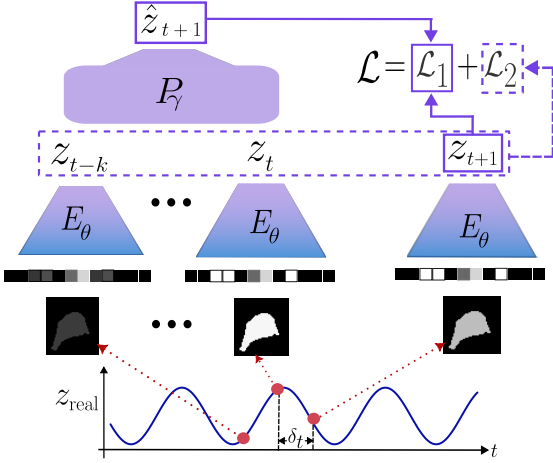 ẑ_{t+1}
ℒ = ℒ_1 + ℒ_2
P_γ
z_{t−k} z_t z_{t+1}
E_θ ••• E_θ E_θ
•••
z_real
δ_t
t